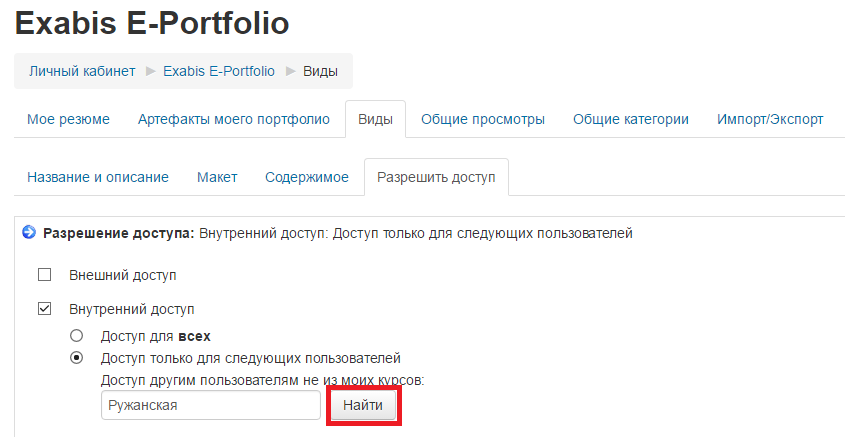 Exabis E-Portfolio
Личный кабинет Exabis E-Portfolio Виды
Мое резюме Артефакты моего портфолио Виды Общие просмотры Общие категории Импорт/Экспорт
Название и описание Макет Содержимое Разрешить доступ
Разрешение доступа: Внутренний доступ: Доступ только для следующих пользователей
Внешний доступ
Внутренний доступ
Доступ для всех
Доступ только для следующих пользователей
Доступ другим пользователям не из моих курсов:
Ружанская Найти